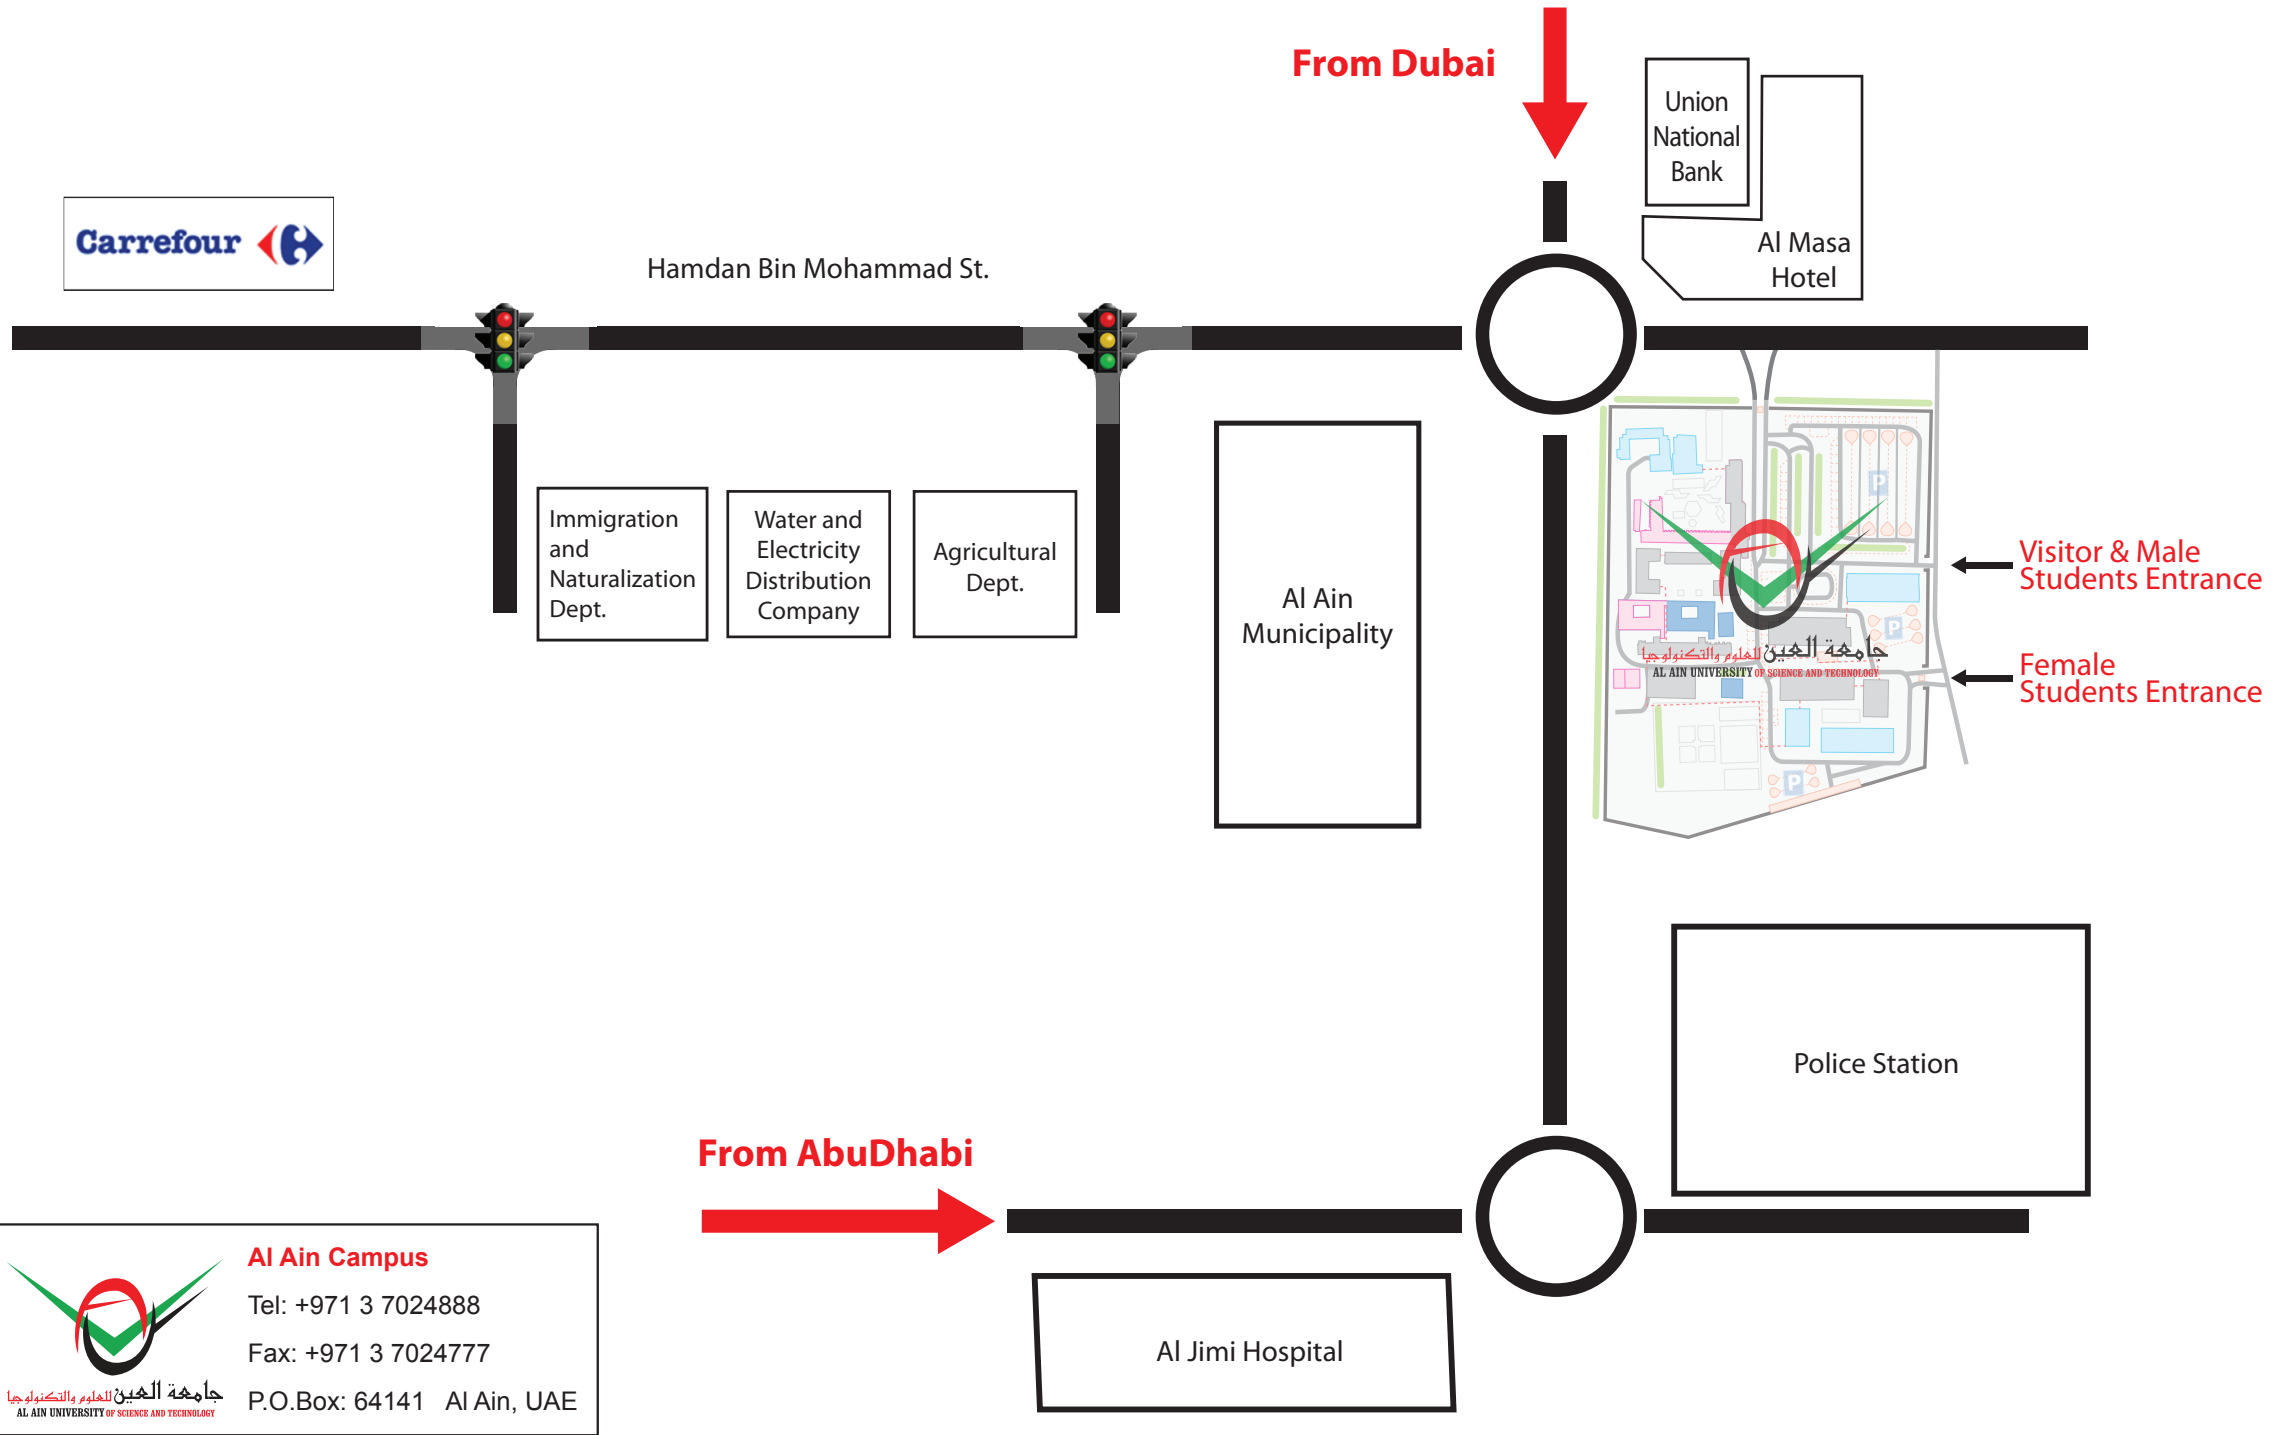 From Dubai
Union
National
Bank
Al Masa
Hotel
Carrefour
Hamdan Bin Mohammad St.
Immigration
and
Naturalization
Dept.
Water and
Electricity
Distribution
Company
Agricultural
Dept.
Al Ain
Municipality
P
Visitor & Male
Students Entrance
P
جامعة العين للعلوم والتكنولوجيا
AL AIN UNIVERSITY OF SCIENCE AND TECHNOLOGY
Female
Students Entrance
P
Police Station
From AbuDhabi
Al Jimi Hospital
Al Ain Campus
Tel: +971 3 7024888
Fax: +971 3 7024777
P.O.Box: 64141 Al Ain, UAE
جامعة العين للعلوم والتكنولوجيا
AL AIN UNIVERSITY OF SCIENCE AND TECHNOLOGY